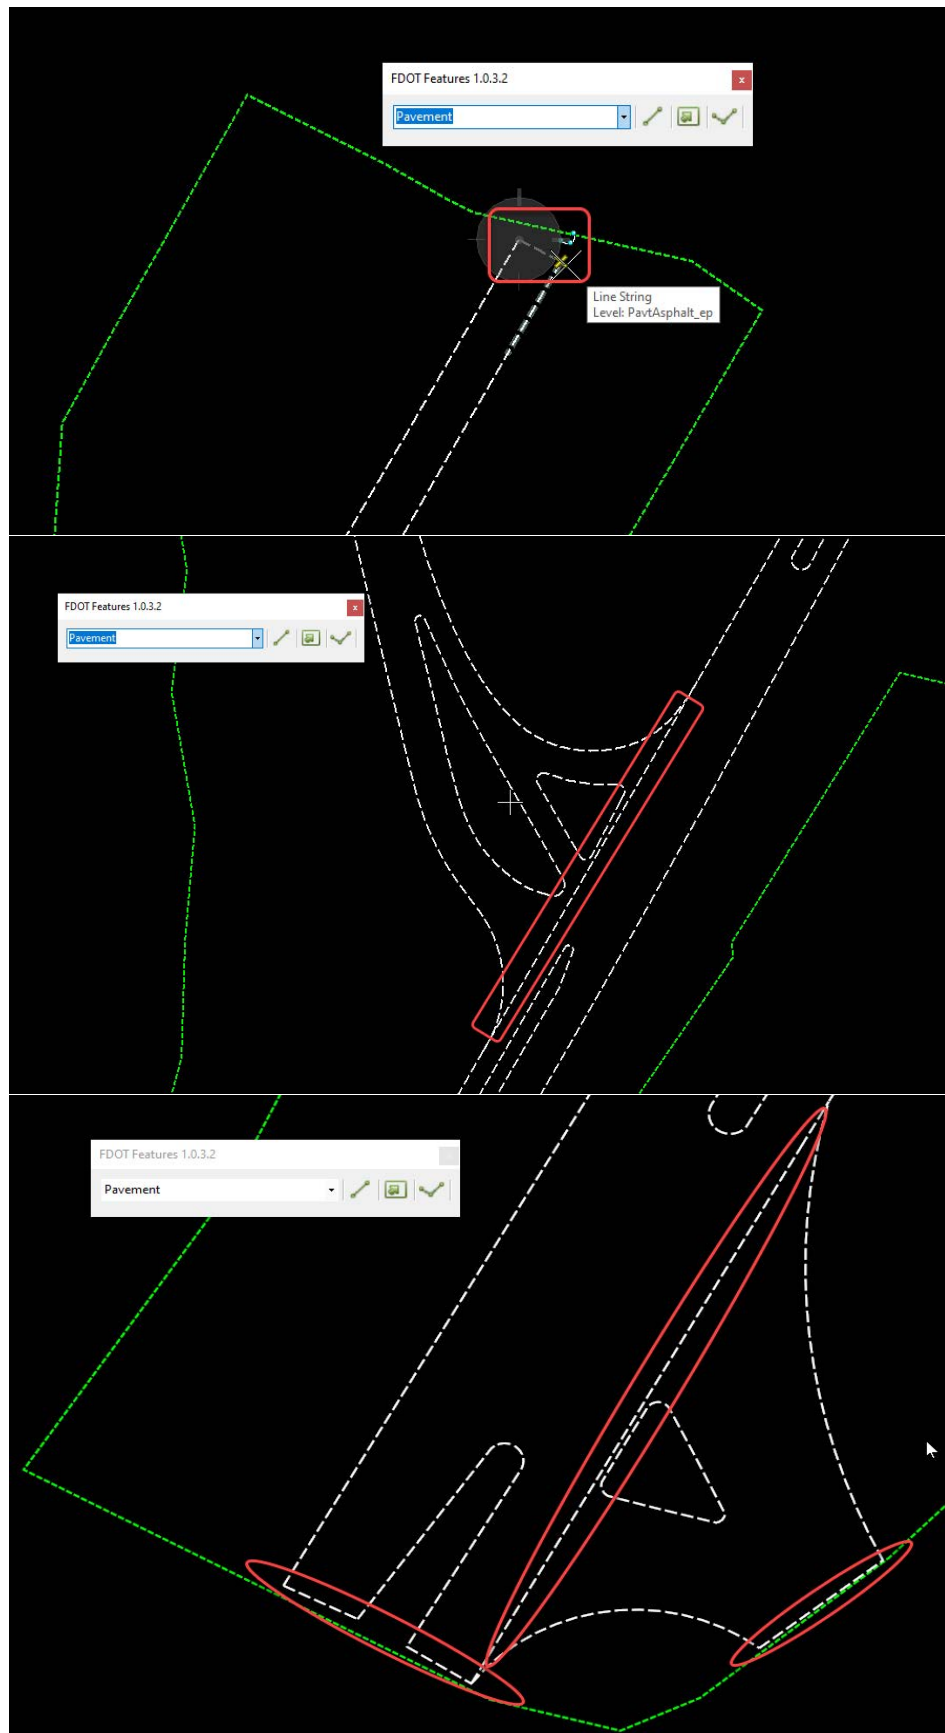 FDOT Features 1.0.3.2
Pavement
Line String
Level: PavtAsphalt_ep
FDOT Features 1.0.3.2
Pavement
FDOT Features 1.0.3.2
Pavement